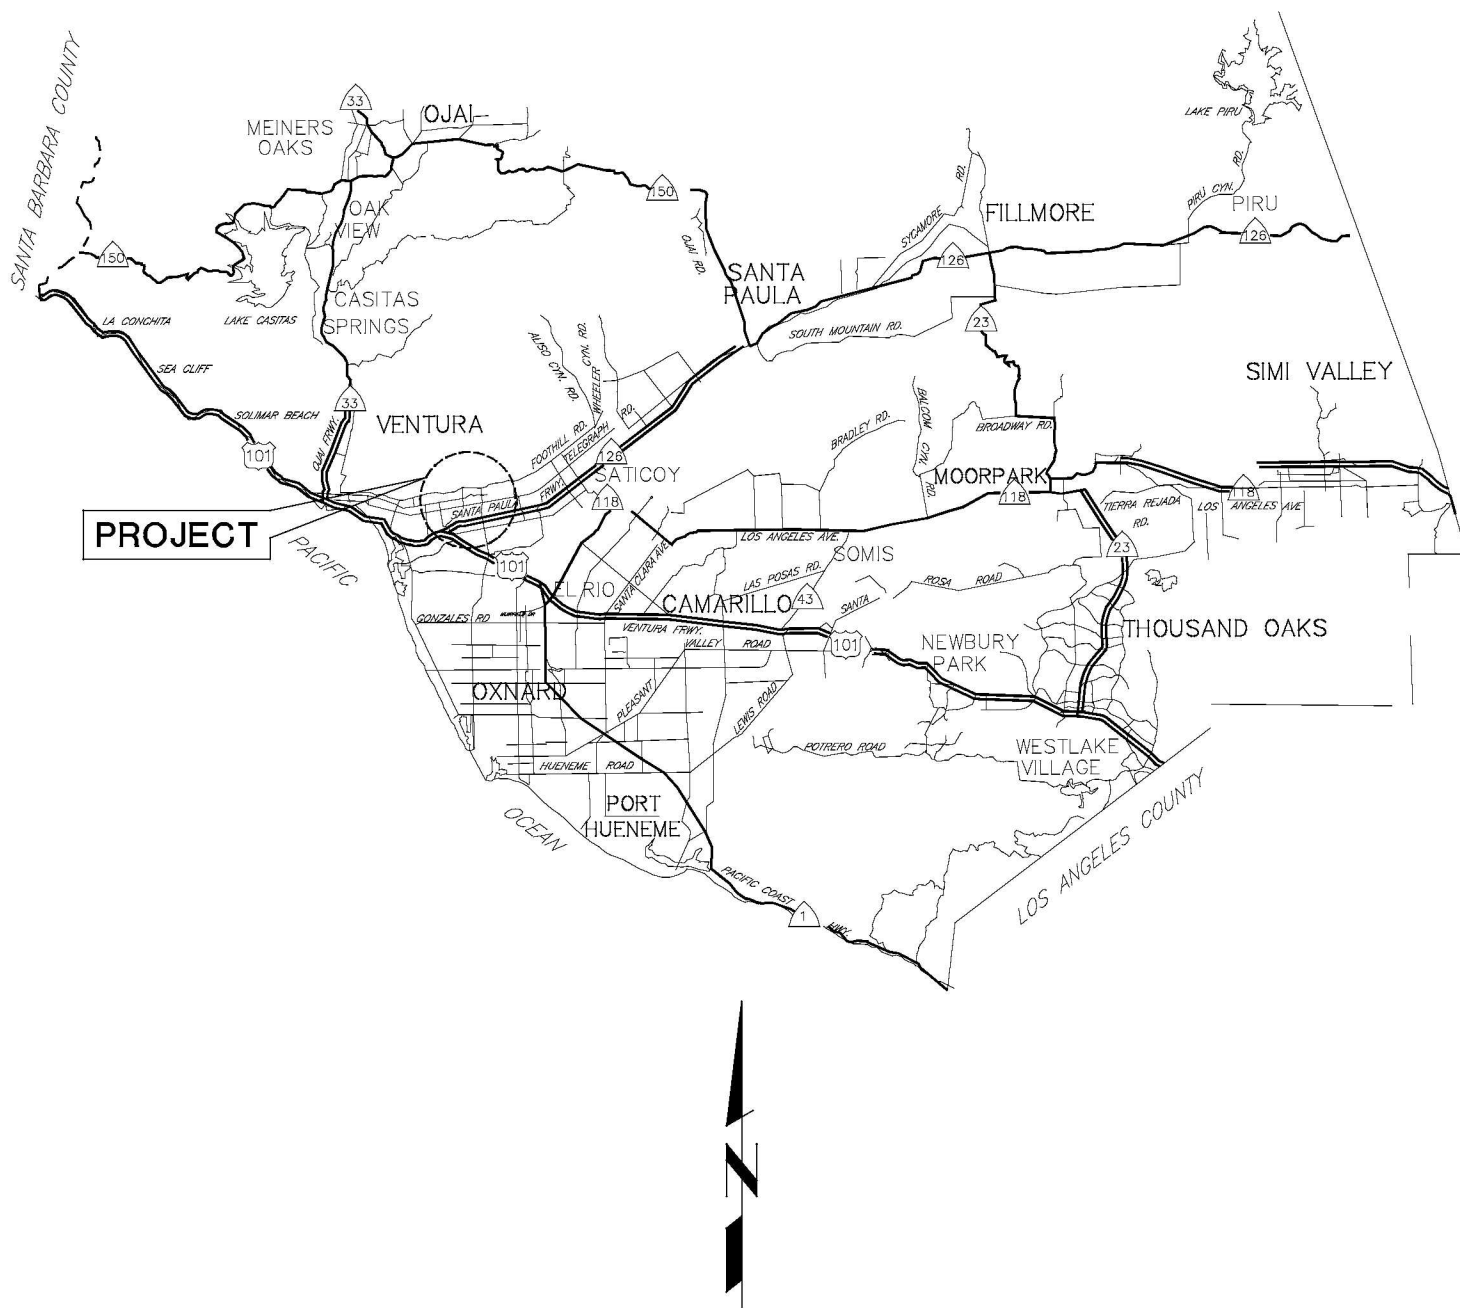 SANTA BARBARA COUNTY
33
OJAI
MEINERS
OAKS
LAKE PIRU
RD.
PIRU CYN.
150
OAK
VIEW
RD.
SYCAMORE
FILLMORE
PIRU
126
126
150
OJAI RD.
SANTA
PAULA
CASITAS
SPRINGS
LAKE CASITAS
LA CONCHITA
SOUTH MOUNTAIN RD.
23
SEA CLIFF
ALISO CYN. RD.
WHEELER CYN. RD.
SIMI VALLEY
33
SOLIMAR BEACH
VENTURA
OJAI FRWY.
101
FOOTHILL RD.
TELEGRAPH
RD.
126
BRADLEY RD.
BALCOM CYN.
RD.
BROADWAY RD.
SATICOY
118
MOORPARK
118
118
SANTA PAULA
FRWY.
TIERRA REJADA
RD.
LOS ANGELES AVE
PROJECT
PACIFIC
101
LOS ANGELES AVE.
SOMIS
23
EL RIO
SANTA CLARA AVE
LAS POSAS RD.
CAMARILLO
43
SANTA
ROSA ROAD
GONZALES RD
VENTURA FRWY.
VALLEY ROAD
101
NEWBURY
PARK
THOUSAND OAKS
OXNARD
PLEASANT
LEWIS ROAD
POTRERO ROAD
WESTLAKE
VILLAGE
HUENEME ROAD
PORT
HUENEME
OCEAN
LOS ANGELES COUNTY
PACIFIC COAST
1
HWY.
N